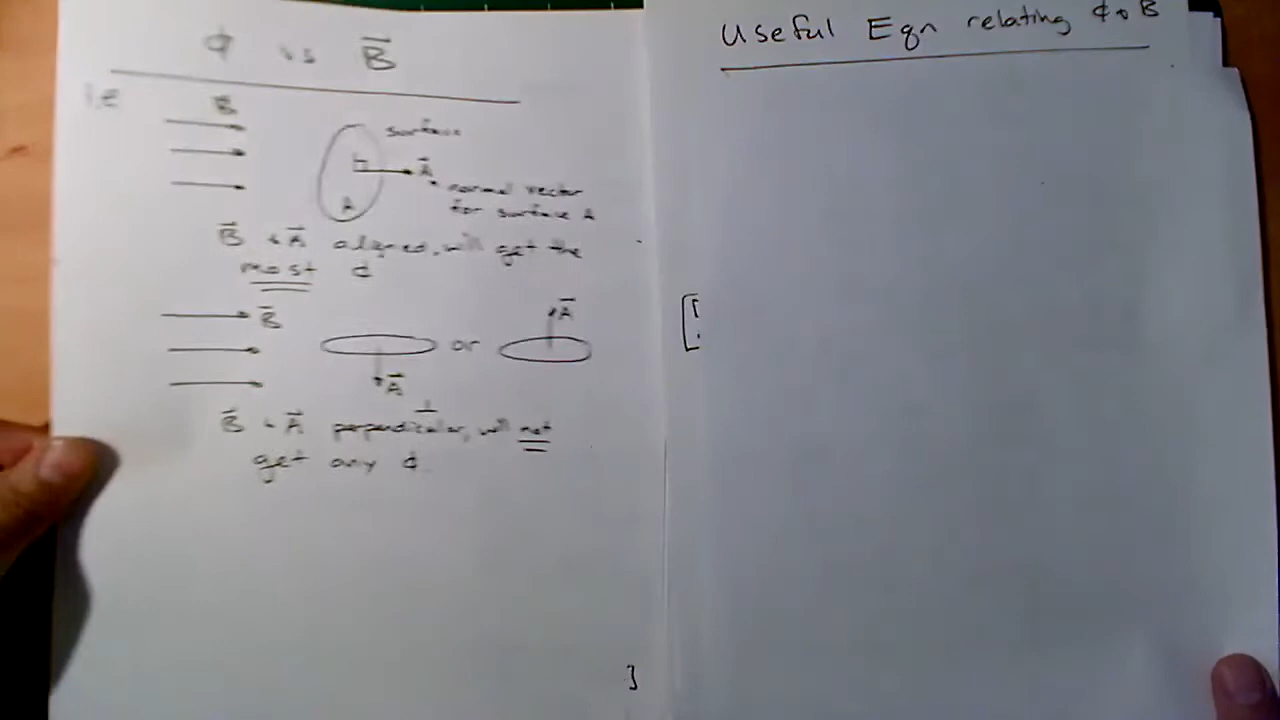 ϕ vs B⃗
i.e
B⃗
surface
A⃗
normal vector
A
for surface A
B⃗ & A⃗ aligned, will get the
most ϕ
B⃗
A⃗
or
A⃗
⊥
B⃗ & A⃗ perpendicular, will not
get any ϕ
]
Useful Eqn relating ϕ & B
[